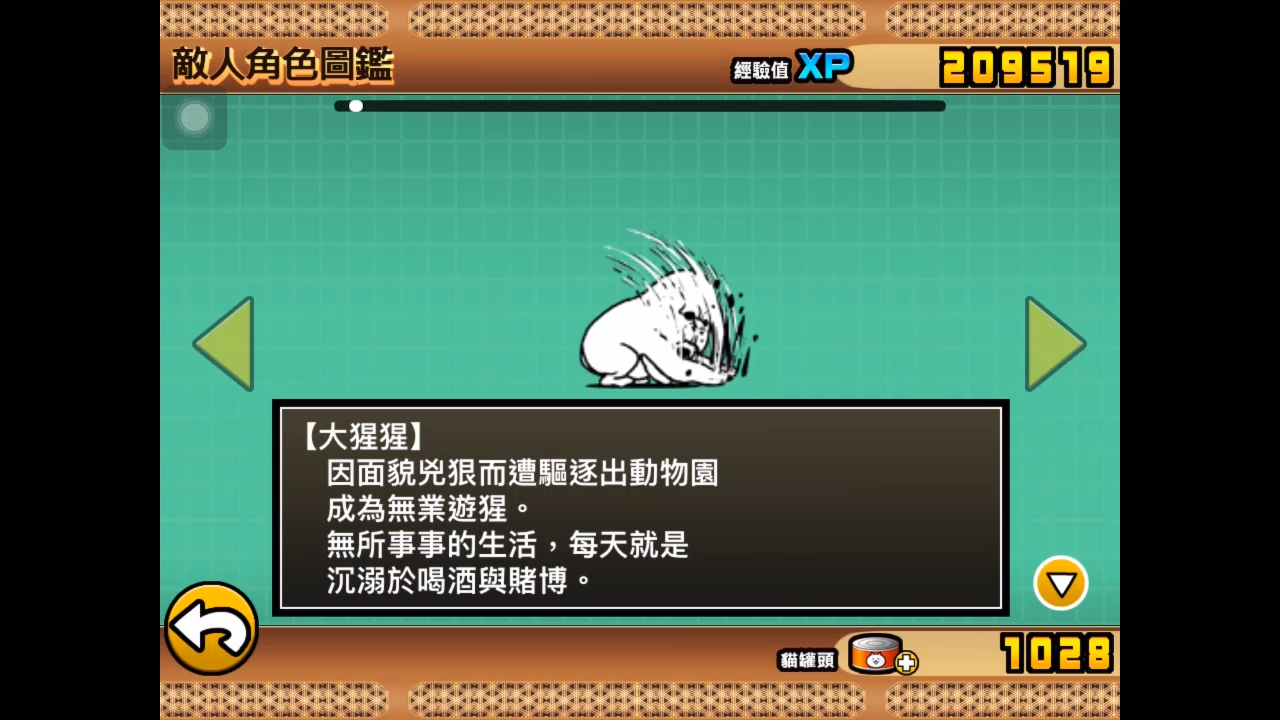 敵人角色圖鑑
經驗值 XP 209519
【大猩猩】
因面貌兇狠而遭驅逐出動物園
成為無業遊猩。
無所事事的生活，每天就是
沉溺於喝酒與賭博。
貓罐頭 1028